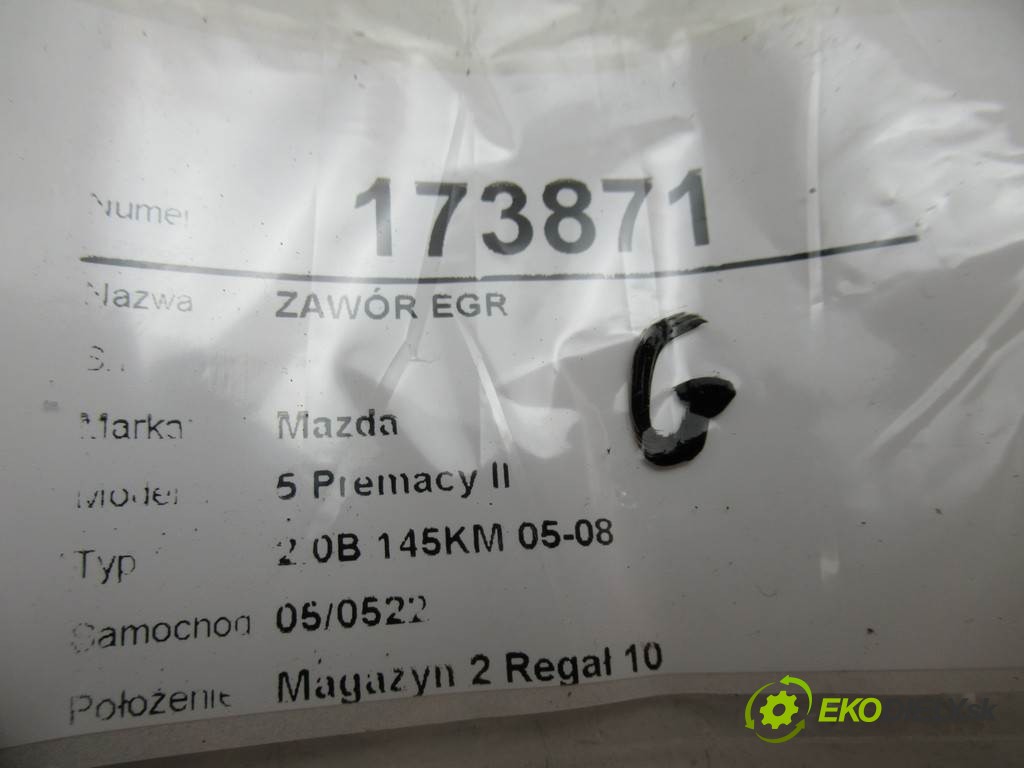 Numer 173871
Nazwa ZAWÓR EGR
G
Marka Mazda
Model 5 Premacy II
Typ 2.0B 145KM 05-08
Samochod 05/0522
Położenie Magazyn 2 Regał 10
EKO